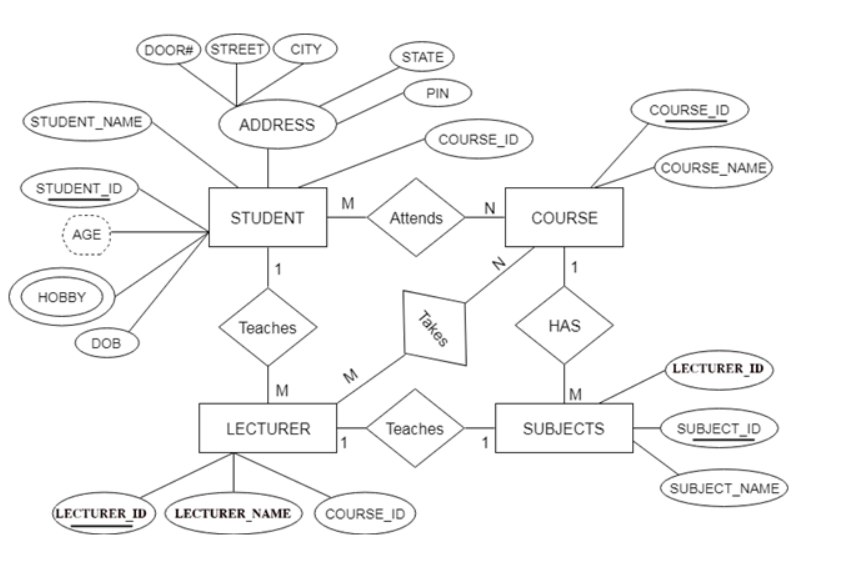 DOOR#
STREET
CITY
STATE
PIN
STUDENT_NAME
ADDRESS
COURSE_ID
COURSE_ID
COURSE_NAME
STUDENT_ID
AGE
HOBBY
DOB
STUDENT
M
Attends
N
COURSE
1
Teaches
M
N
Takes
M
1
HAS
M
LECTURER
1
Teaches
1
SUBJECTS
LECTURER_ID
SUBJECT_ID
SUBJECT_NAME
LECTURER_ID
LECTURER_NAME
COURSE_ID